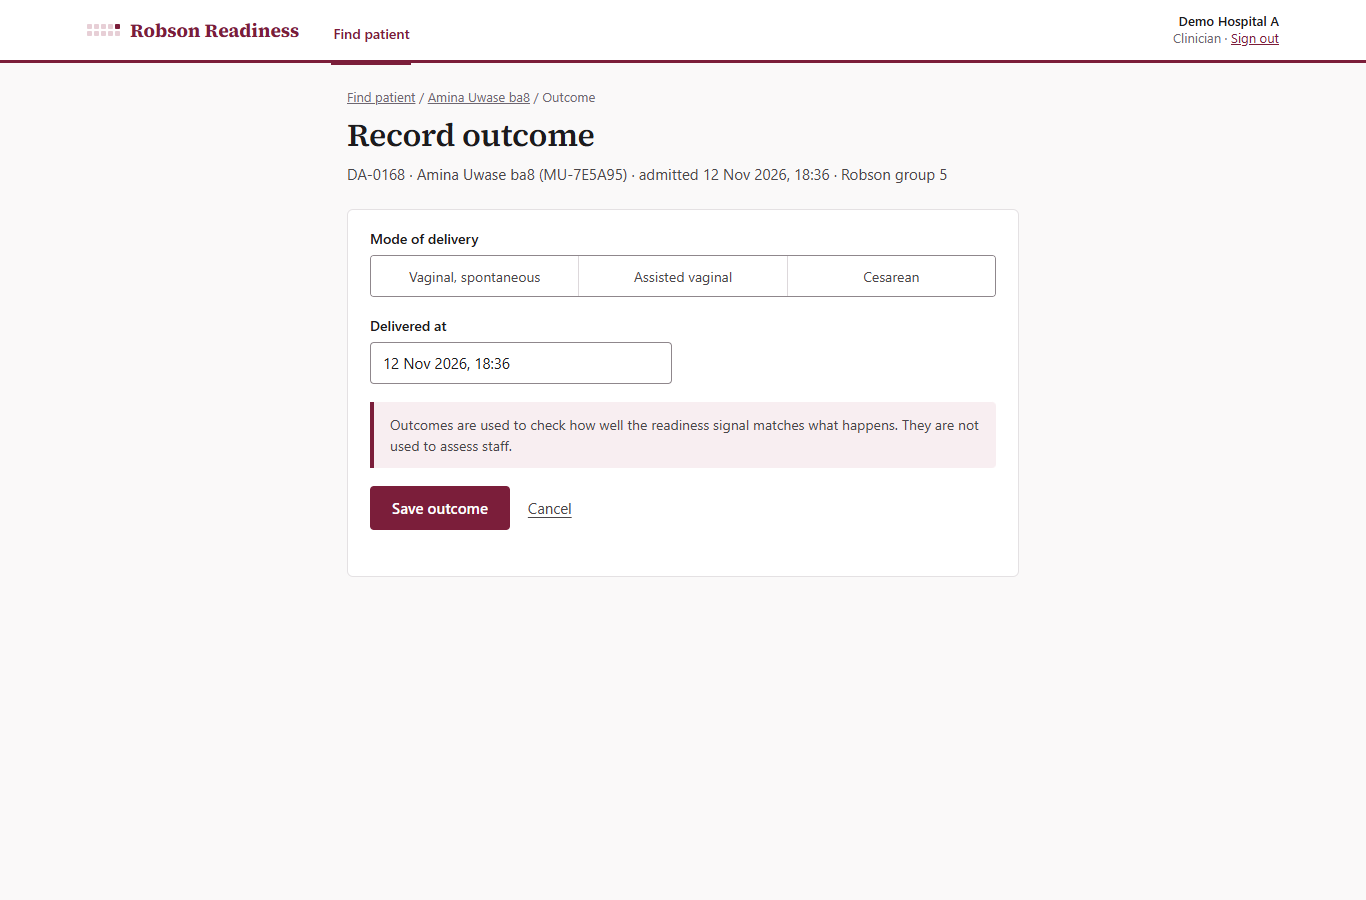 Robson Readiness
Find patient
Demo Hospital A
Clinician · Sign out
Find patient / Amina Uwase ba8 / Outcome
Record outcome
DA-0168 · Amina Uwase ba8 (MU-7E5A95) · admitted 12 Nov 2026, 18:36 · Robson group 5
Mode of delivery
Vaginal, spontaneous
Assisted vaginal
Cesarean
Delivered at
12 Nov 2026, 18:36
Outcomes are used to check how well the readiness signal matches what happens. They are not
used to assess staff.
Save outcome
Cancel